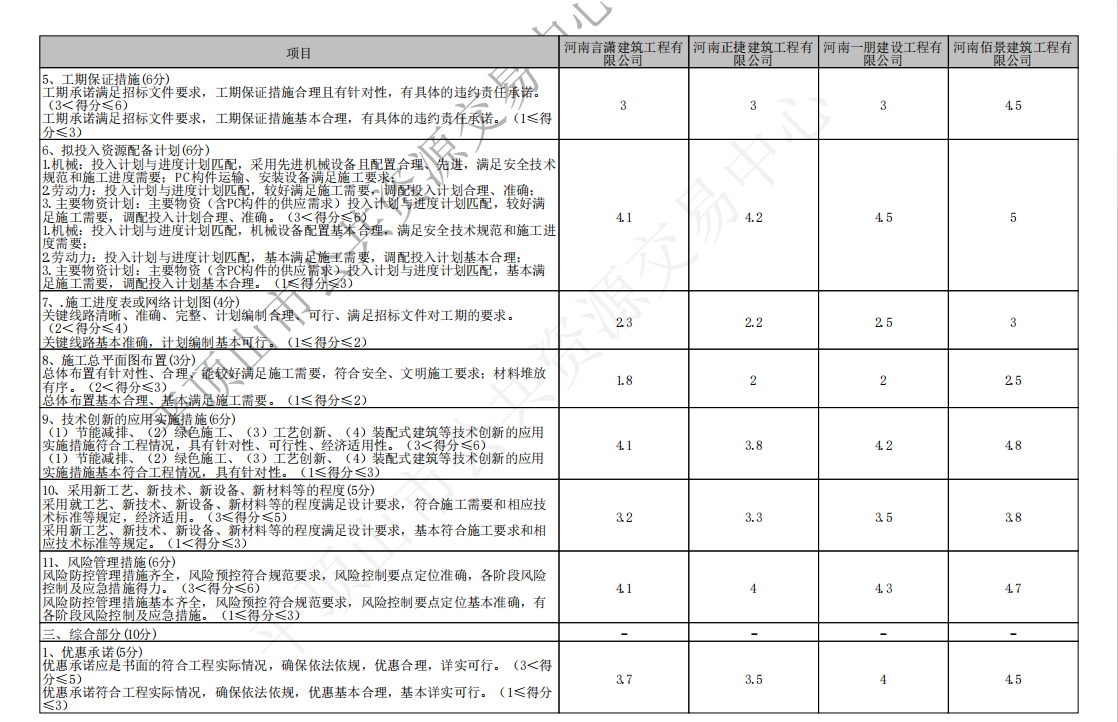 项目
河南言潇建筑工程有
限公司
河南正捷建筑工程有
限公司
河南一朋建设工程有
限公司
河南佰景建筑工程有
限公司
5、工期保证措施(6分)
工期承诺满足招标文件要求，工期保证措施合理且有针对性，有具体的违约责任承诺。
（3＜得分≤6）
工期承诺满足招标文件要求，工期保证措施基本合理，有具体的违约责任承诺。（1≤得
分≤3）
3
3
3
4.5
6、拟投入资源配备计划(6分)
1.机械：投入计划与进度计划匹配，采用先进机械设备且配置合理、先进，满足安全技术
规范和施工进度需要；PC构件运输、安装设备满足施工要求；
2.劳动力：投入计划与进度计划匹配，较好满足施工需要，调配投入计划合理、准确；
3.主要物资计划：主要物资（含PC构件的供应需求）投入计划与进度计划匹配，较好满
足施工需要，调配投入计划合理、准确。（3＜得分≤6）
1.机械：投入计划与进度计划匹配，机械设备配置基本合理，满足安全技术规范和施工进
度需要；
2.劳动力：投入计划与进度计划匹配，基本满足施工需要，调配投入计划基本合理；
3.主要物资计划：主要物资（含PC构件的供应需求）投入计划与进度计划匹配，基本满
足施工需要，调配投入计划基本合理。（1≤得分≤3）
4.1
4.2
4.5
5
7、.施工进度表或网络计划图(4分)
关键线路清晰、准确、完整、计划编制合理、可行、满足招标文件对工期的要求。
（2＜得分≤4）
关键线路基本准确，计划编制基本可行。（1≤得分≤2）
2.3
2.2
2.5
3
8、施工总平面图布置(3分)
总体布置有针对性、合理、能较好满足施工需要，符合安全、文明施工要求；材料堆放
有序。（2＜得分≤3）
总体布置基本合理、基本满足施工需要。（1≤得分≤2）
1.8
2
2
2.5
9、技术创新的应用实施措施(6分)
（1）节能减排、（2）绿色施工、（3）工艺创新、（4）装配式建筑等技术创新的应用
实施措施符合工程情况，具有针对性、可行性、经济适用性。（3＜得分≤6）
（1）节能减排、（2）绿色施工、（3）工艺创新、（4）装配式建筑等技术创新的应用
实施措施基本符合工程情况，具有针对性。（1≤得分≤3）
4.1
3.8
4.2
4.8
10、采用新工艺、新技术、新设备、新材料等的程度(5分)
采用就工艺、新技术、新设备、新材料等的程度满足设计要求，符合施工需要和相应技
术标准等规定，经济适用。（3≤得分≤5）
采用新工艺、新技术、新设备、新材料等的程度满足设计要求，基本符合施工要求和相
应技术标准等规定。（1＜得分≤3）
3.2
3.3
3.5
3.8
11、风险管理措施(6分)
风险防控管理措施齐全，风险预控符合规范要求，风险控制要点定位准确，各阶段风险
控制及应急措施得力。（3＜得分≤6）
风险防控管理措施基本齐全，风险预控符合规范要求，风险控制要点定位基本准确，有
各阶段风险控制及应急措施。（1≤得分≤3）
4.1
4
4.3
4.7
三、综合部分(10分)
-
-
-
-
1、优惠承诺(5分)
优惠承诺应是书面的符合工程实际情况，确保依法依规，优惠合理，详实可行。（3＜得
分≤5）
优惠承诺符合工程实际情况，确保依法依规，优惠基本合理，基本详实可行。（1≤得分
≤3）
3.7
3.5
4
4.5
平顶山市公共资源交易中心
平顶山市公共资源交易中心